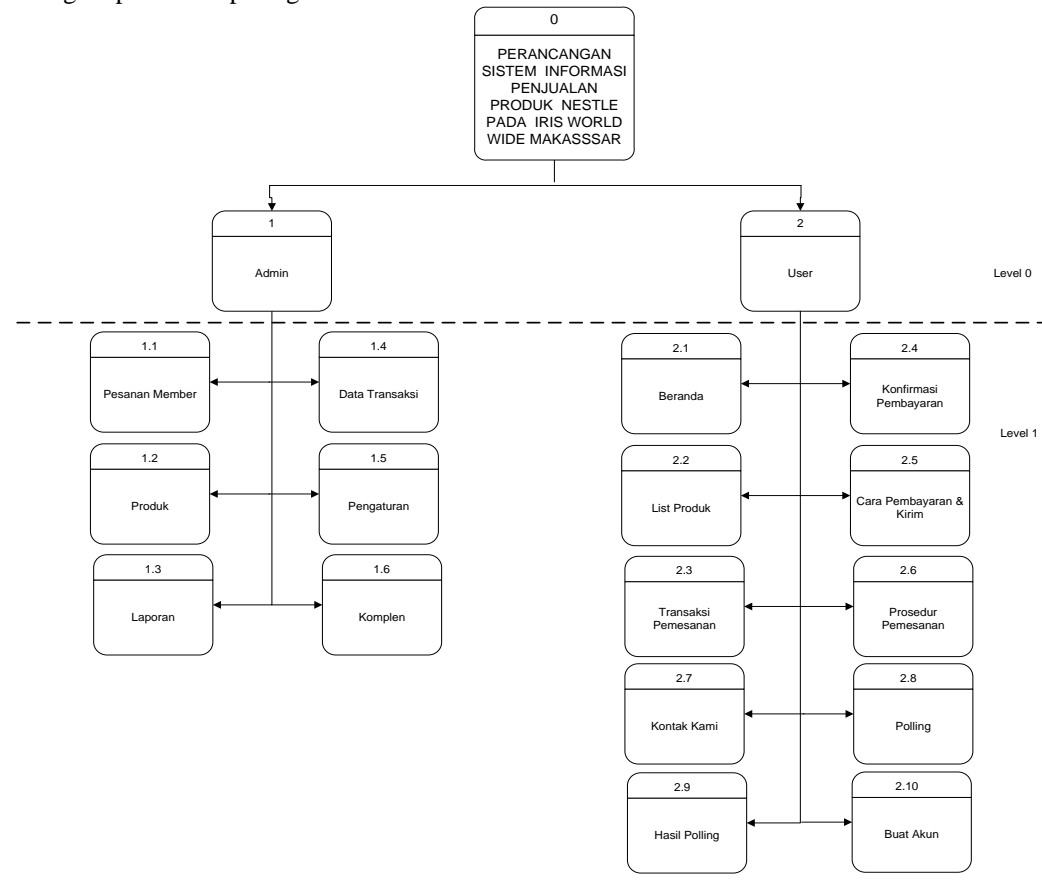 0
PERANCANGAN
SISTEM INFORMASI
PENJUALAN
PRODUK NESTLE
PADA IRIS WORLD
WIDE MAKASSSAR
1
Admin
2
User
Level 0
1.1
Pesanan Member
1.4
Data Transaksi
2.1
Beranda
2.4
Konfirmasi
Pembayaran
Level 1
1.2
Produk
1.5
Pengaturan
2.2
List Produk
2.5
Cara Pembayaran &
Kirim
1.3
Laporan
1.6
Komplen
2.3
Transaksi
Pemesanan
2.6
Prosedur
Pemesanan
2.7
Kontak Kami
2.8
Polling
2.9
Hasil Polling
2.10
Buat Akun